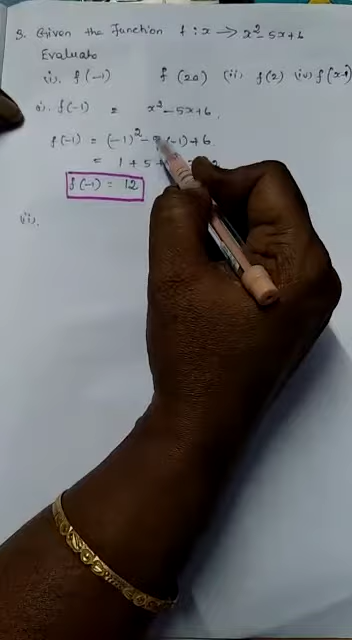 3. Given the function f : x → x² - 5x + 6
Evaluate
(i). f(-1) f(2a) (ii) f(2) (iv) f(x-1)
i). f(-1) = x² - 5x + 6,
f(-1) = (-1)² - 5(-1) + 6
= 1 + 5 +
f(-1) = 12
ii).